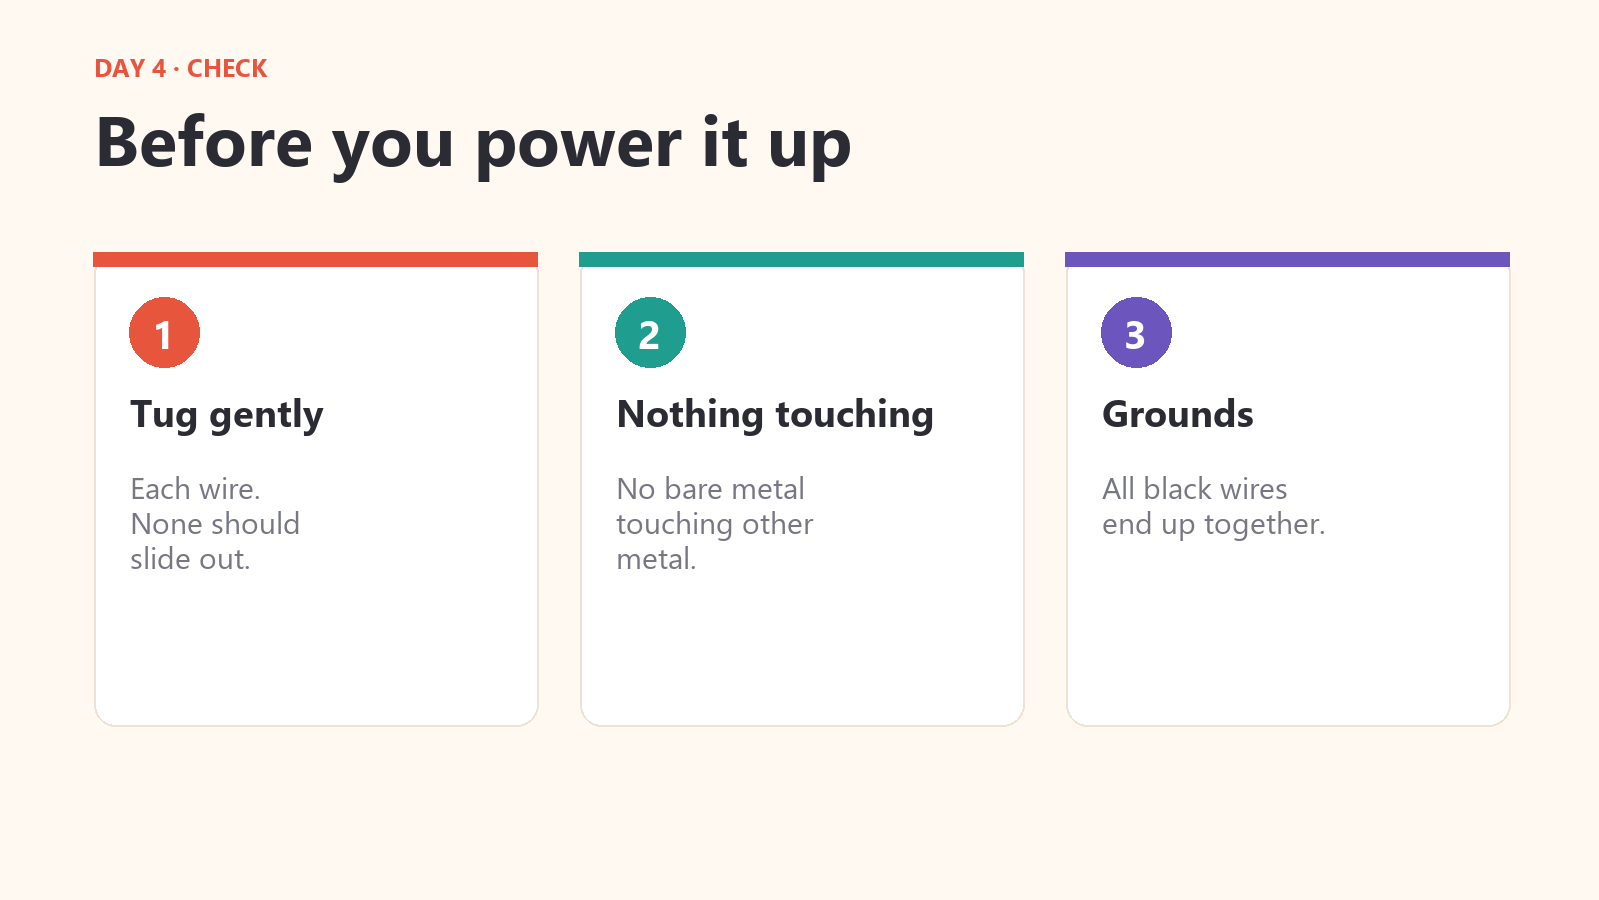 DAY 4 · CHECK
Before you power it up
1
Tug gently
Each wire.
None should
slide out.
2
Nothing touching
No bare metal
touching other
metal.
3
Grounds
All black wires
end up together.